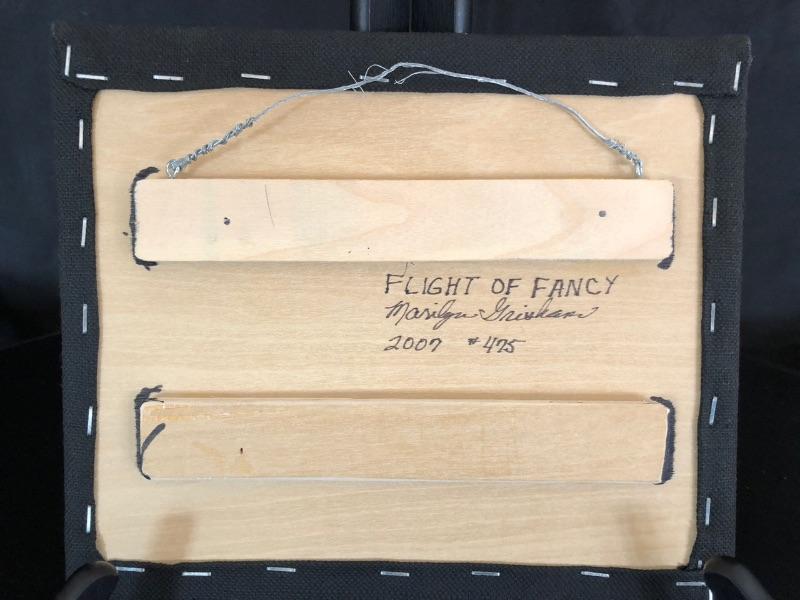 FLIGHT OF FANCY
Marilyn Grisham
2007 #475